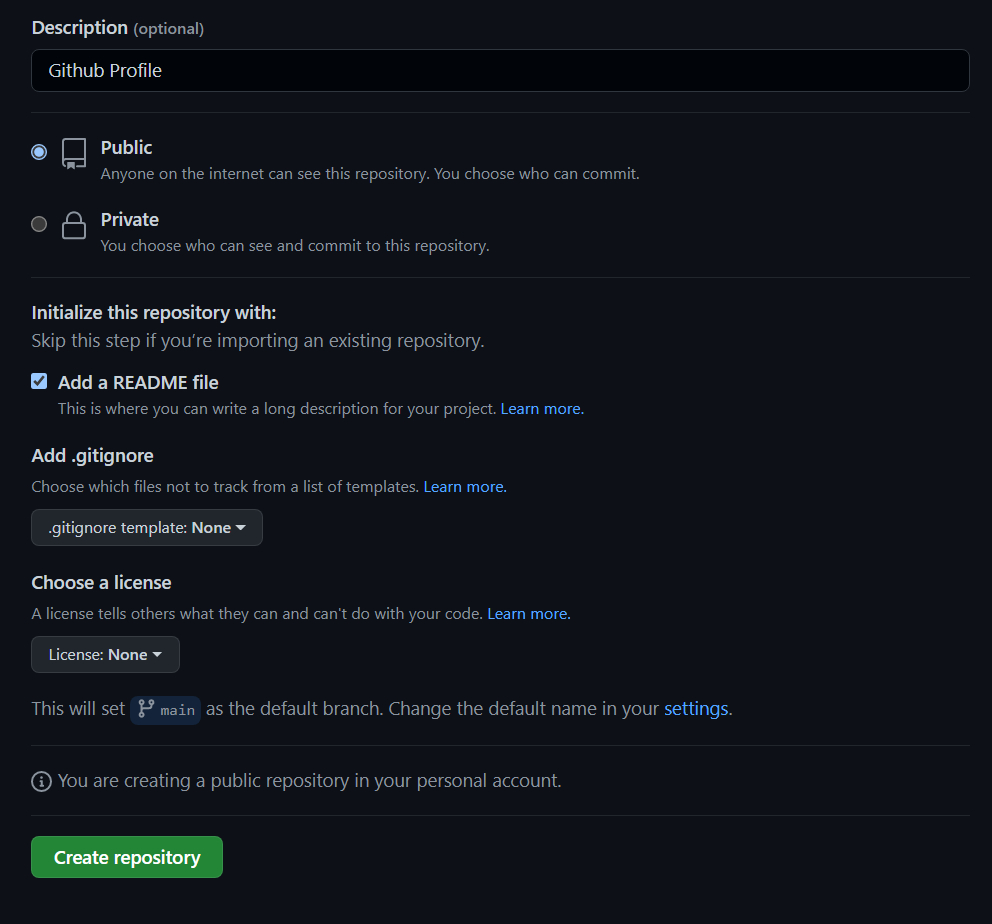 Description (optional)
Github Profile
Public
Anyone on the internet can see this repository. You choose who can commit.
Private
You choose who can see and commit to this repository.
Initialize this repository with:
Skip this step if you’re importing an existing repository.
Add a README file
This is where you can write a long description for your project. Learn more.
Add .gitignore
Choose which files not to track from a list of templates. Learn more.
.gitignore template: None
Choose a license
A license tells others what they can and can't do with your code. Learn more.
License: None
This will set main as the default branch. Change the default name in your settings.
You are creating a public repository in your personal account.
Create repository